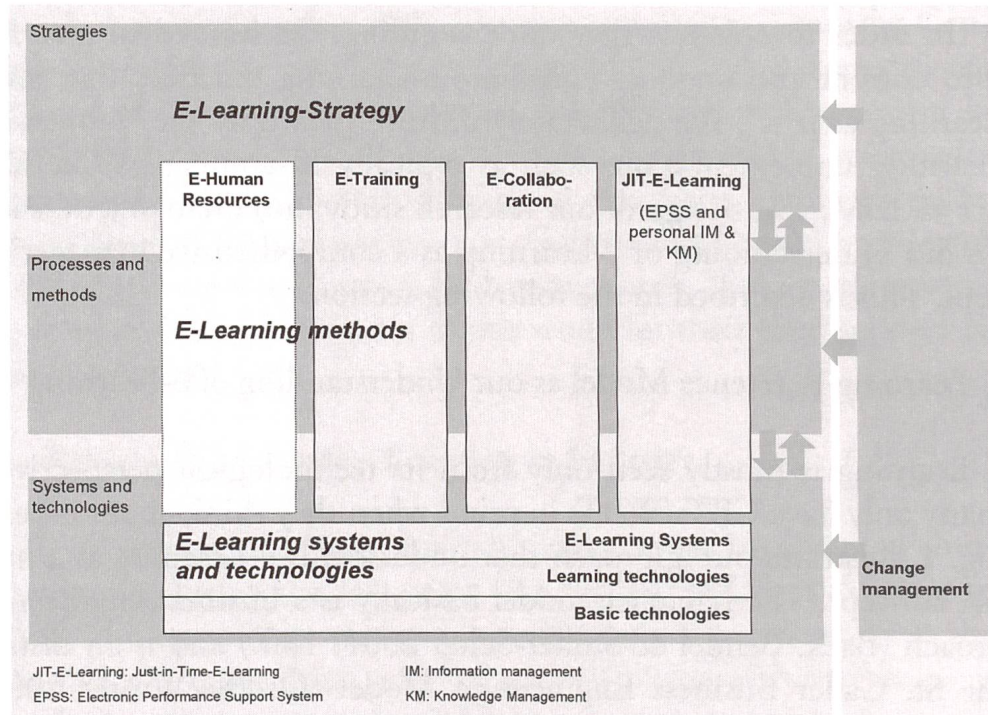 Strategies
E-Learning-Strategy
E-Human
Resources
E-Training
E-Collabo-
ration
JIT-E-Learning
(EPSS and
personal IM &
KM)
Processes and
methods
E-Learning methods
Systems and
technologies
E-Learning systems
and technologies
E-Learning Systems
Learning technologies
Basic technologies
Change
management
JIT-E-Learning: Just-in-Time-E-Learning
IM: Information management
EPSS: Electronic Performance Support System
KM: Knowledge Management